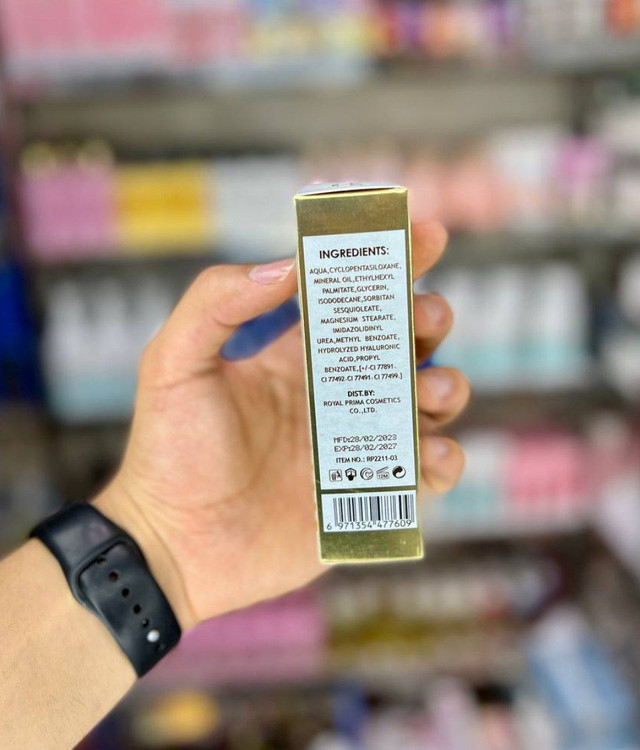 INGREDIENTS:
AQUA,CYCLOPENTASILOXANE,
MINERAL OIL,ETHYLHEXYL
PALMITATE,GLYCERIN,
ISODODECANE,SORBITAN
SESQUIOLEATE,
MAGNESIUM STEARATE,
IMIDAZOLIDINYL
UREA,METHYL BENZOATE,
HYDROLYZED HYALURONIC
ACID,PROPYL
BENZOATE,[+/-CI 77891·
CI 77492·CI 77491·CI 77499.]
DIST.BY:
ROYAL PRIMA COSMETICS
CO.,LTD.
MFD:28/02/2023
EXP:28/02/2027
ITEM NO.: RP2211-03
12M
6 971354 477609